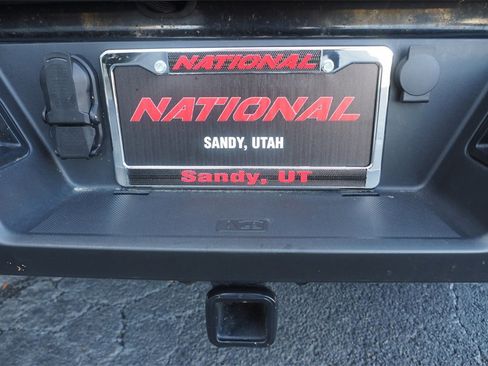 NATIONAL
NATIONAL
SANDY, UTAH
Sandy, UT